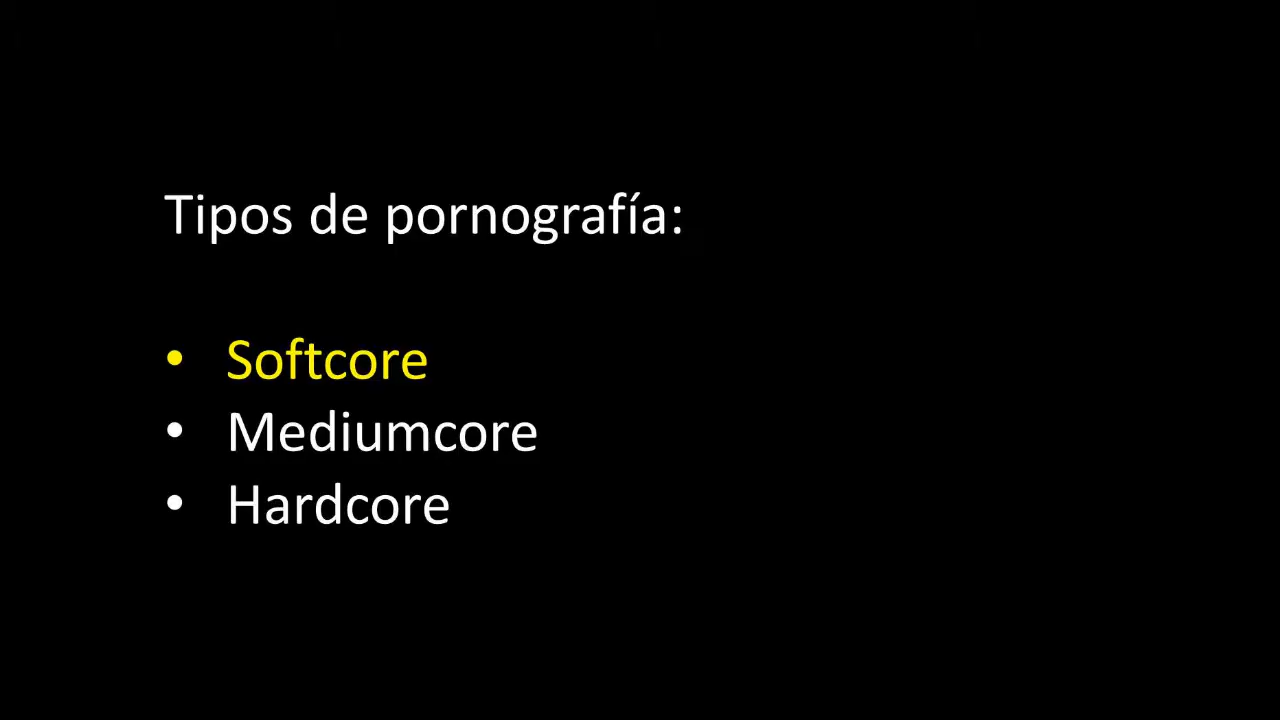 Tipos de pornografía:
• Softcore
• Mediumcore
• Hardcore